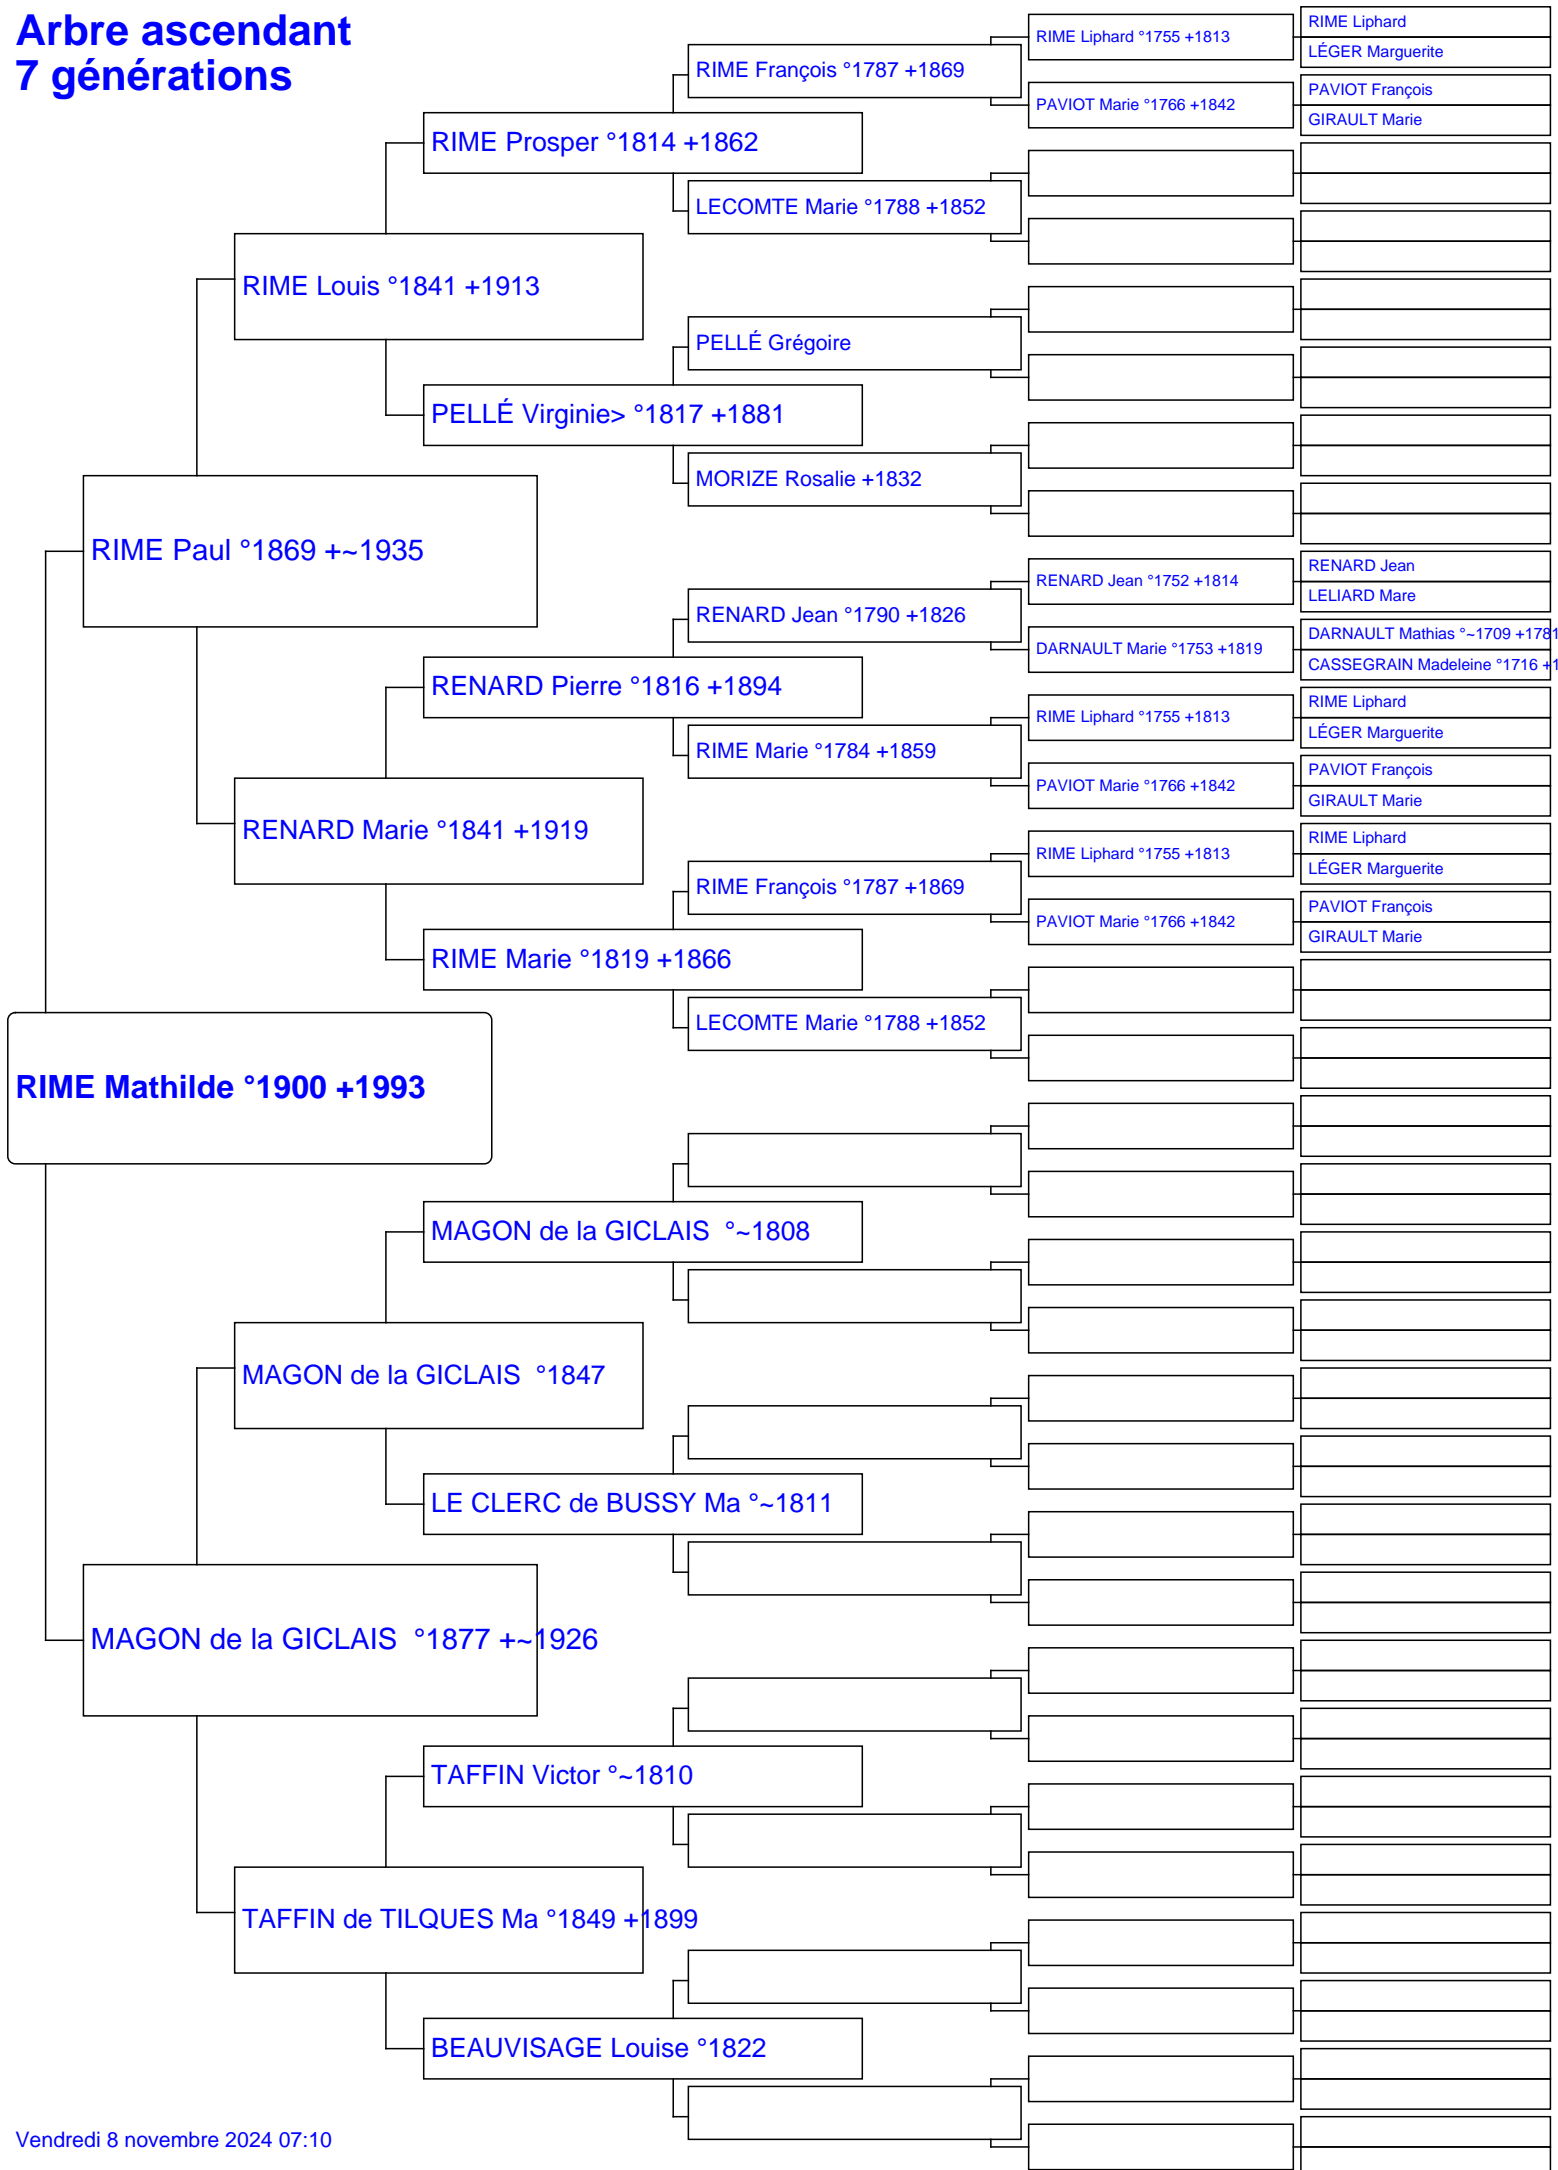 Arbre ascendant
7 générations
RIME Liphard
RIME Liphard °1755 +1813
LÉGER Marguerite
RIME François °1787 +1869
PAVIOT François
PAVIOT Marie °1766 +1842
GIRAULT Marie
RIME Prosper °1814 +1862
LECOMTE Marie °1788 +1852
RIME Louis °1841 +1913
PELLÉ Grégoire
PELLÉ Virginie> °1817 +1881
MORIZE Rosalie +1832
RIME Paul °1869 +~1935
RENARD Jean
RENARD Jean °1752 +1814
LELIARD Mare
RENARD Jean °1790 +1826
DARNAULT Mathias °~1709 +1781
DARNAULT Marie °1753 +1819
CASSEGRAIN Madeleine °1716 +1
RENARD Pierre °1816 +1894
RIME Liphard
RIME Liphard °1755 +1813
LÉGER Marguerite
RIME Marie °1784 +1859
PAVIOT François
PAVIOT Marie °1766 +1842
GIRAULT Marie
RENARD Marie °1841 +1919
RIME Liphard
RIME Liphard °1755 +1813
LÉGER Marguerite
RIME François °1787 +1869
PAVIOT François
PAVIOT Marie °1766 +1842
GIRAULT Marie
RIME Marie °1819 +1866
LECOMTE Marie °1788 +1852
RIME Mathilde °1900 +1993
MAGON de la GICLAIS °~1808
MAGON de la GICLAIS °1847
LE CLERC de BUSSY Ma °~1811
MAGON de la GICLAIS °1877 +~1926
TAFFIN Victor °~1810
TAFFIN de TILQUES Ma °1849 +1899
BEAUVISAGE Louise °1822
Vendredi 8 novembre 2024 07:10